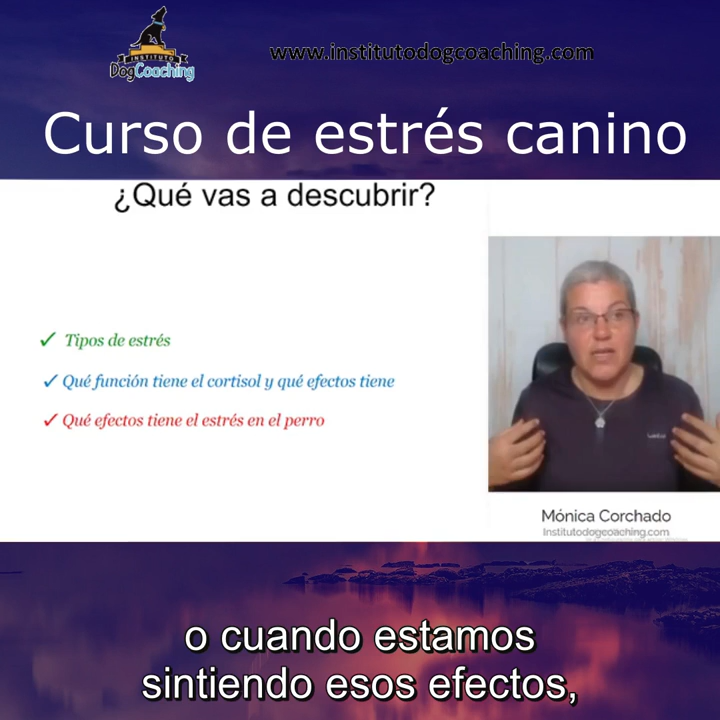 INSTITUTO
DogCoaching
www.institutodogcoaching.com
Curso de estrés canino
¿Qué vas a descubrir?
✓ Tipos de estrés
✓ Qué función tiene el cortisol y qué efectos tiene
✓ Qué efectos tiene el estrés en el perro
Mónica Corchado
Institutodogcoaching.com
o cuando estamos
sintiendo esos efectos,